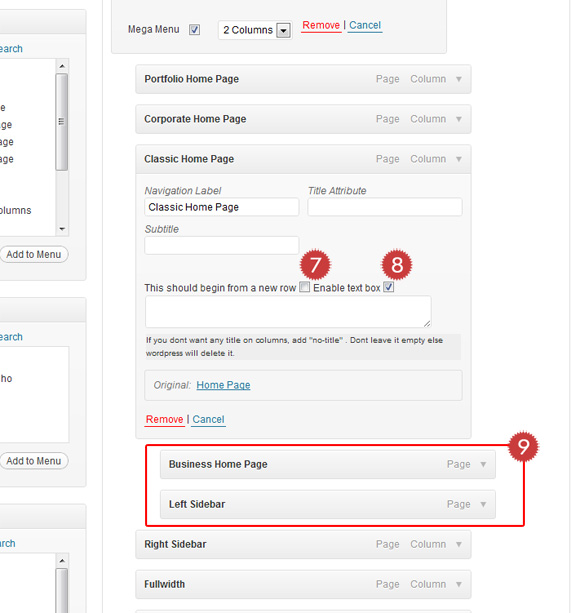 Mega Menu 2 Columns Remove | Cancel
earch
e
ge
age
age
olumns
Add to Menu
earch
ho
Add to Menu
arch
Portfolio Home Page Page Column
Corporate Home Page Page Column
Classic Home Page Page Column
Navigation Label Title Attribute
Classic Home Page
Subtitle
7 8
This should begin from a new row Enable text box
If you dont want any title on columns, add "no-title" . Dont leave it empty else
wordpress will delete it.
Original: Home Page
Remove | Cancel
9
Business Home Page Page
Left Sidebar Page
Right Sidebar Page Column
Fullwidth Page Column